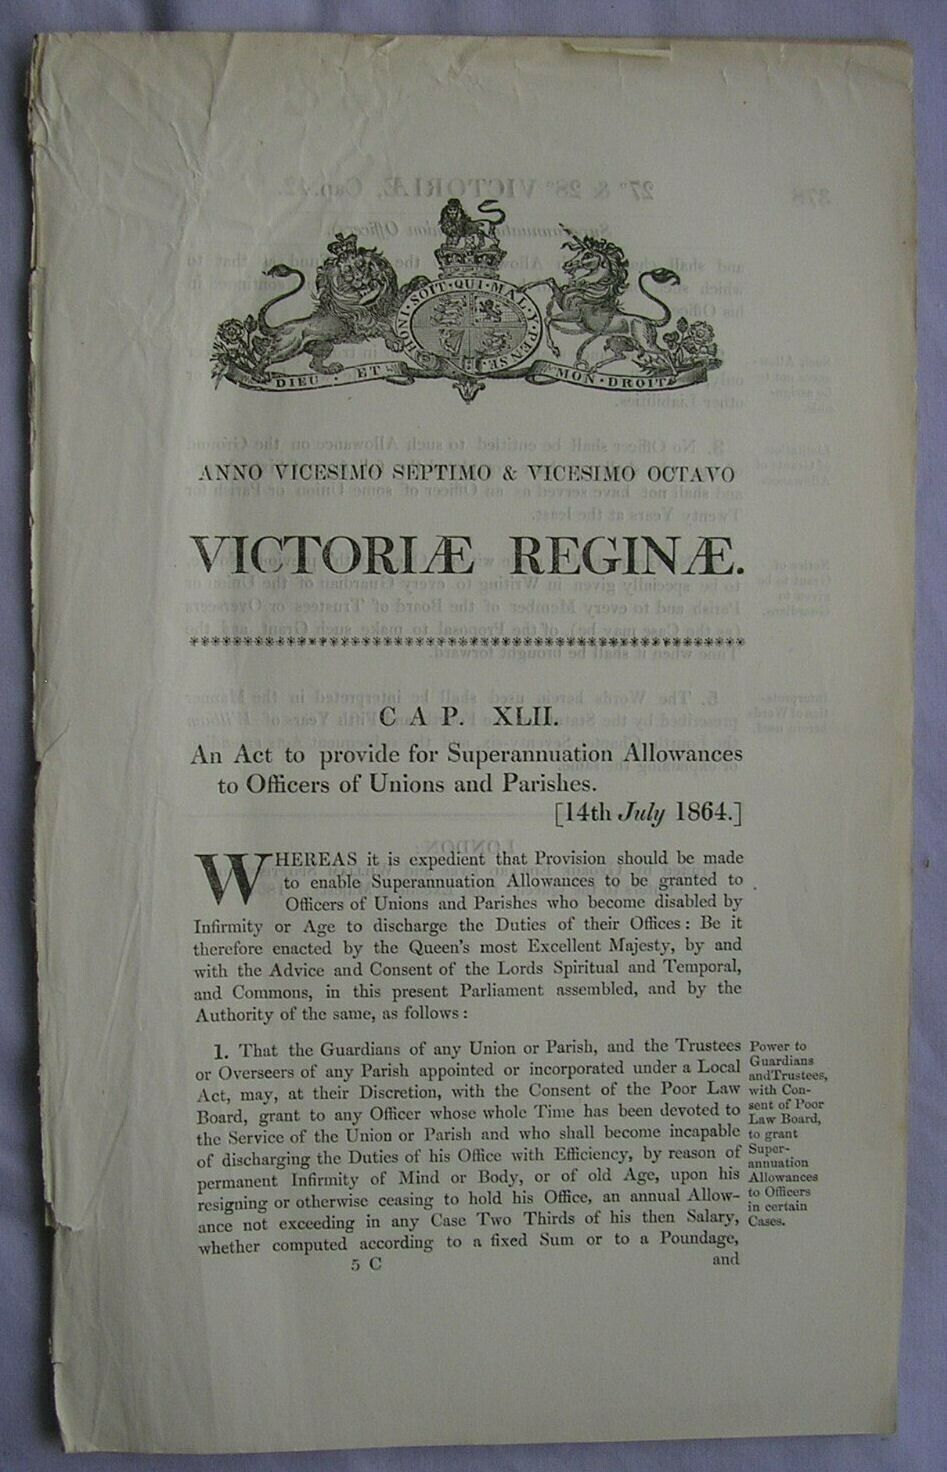 HONI · SOIT · QUI · MAL · Y · PENSE
DIEU · ET MON · DROIT
ANNO VICESIMO SEPTIMO & VICESIMO OCTAVO
VICTORIÆ REGINÆ.
CAP. XLII.
An Act to provide for Superannuation Allowances
to Officers of Unions and Parishes.
[14th July 1864.]
WHEREAS it is expedient that Provision should be made
to enable Superannuation Allowances to be granted to
Officers of Unions and Parishes who become disabled by
Infirmity or Age to discharge the Duties of their Offices: Be it
therefore enacted by the Queen's most Excellent Majesty, by and
with the Advice and Consent of the Lords Spiritual and Temporal,
and Commons, in this present Parliament assembled, and by the
Authority of the same, as follows:
1. That the Guardians of any Union or Parish, and the Trustees
or Overseers of any Parish appointed or incorporated under a Local
Act, may, at their Discretion, with the Consent of the Poor Law
Board, grant to any Officer whose whole Time has been devoted to
the Service of the Union or Parish and who shall become incapable
of discharging the Duties of his Office with Efficiency, by reason of
permanent Infirmity of Mind or Body, or of old Age, upon his
resigning or otherwise ceasing to hold his Office, an annual Allow-
ance not exceeding in any Case Two Thirds of his then Salary,
whether computed according to a fixed Sum or to a Poundage,
5 C and
Power to
Guardians
and Trustees,
with Con-
sent of Poor
Law Board,
to grant
Super-
annuation
Allowances
to Officers
in certain
Cases.